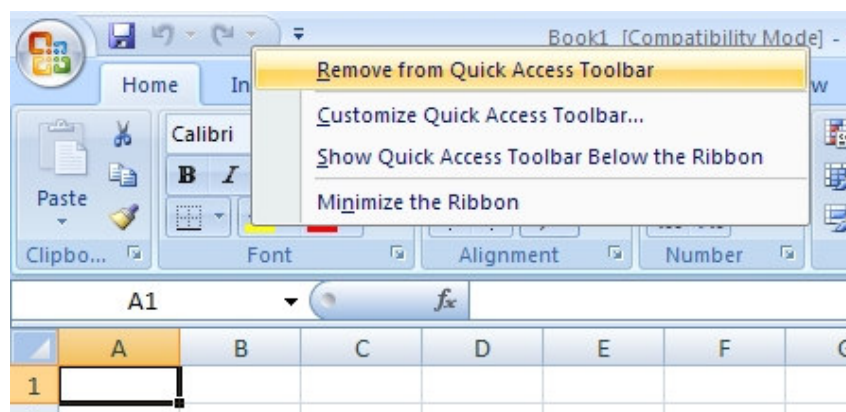 Book1 [Compatibility Mode] -
Home In w
Remove from Quick Access Toolbar
Customize Quick Access Toolbar...
Show Quick Access Toolbar Below the Ribbon
Minimize the Ribbon
Calibri
B I
Paste
Clipbo... Font Alignment Number
A1 fx
A B C D E F
1